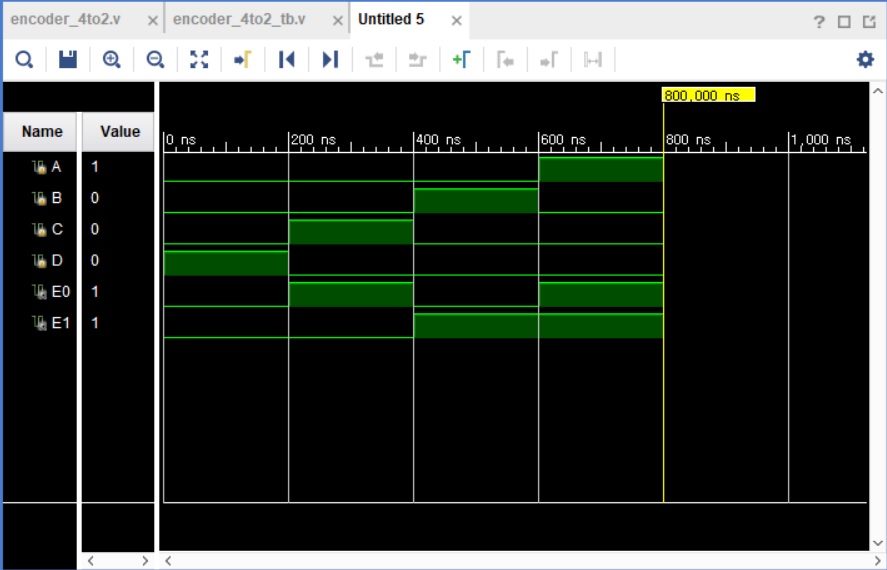 encoder_4to2.v × encoder_4to2_tb.v × Untitled 5 × ?
800,000 ns
Name Value
0 ns 200 ns 400 ns 600 ns 800 ns 1,000 ns
A 1
B 0
C 0
D 0
E0 1
E1 1